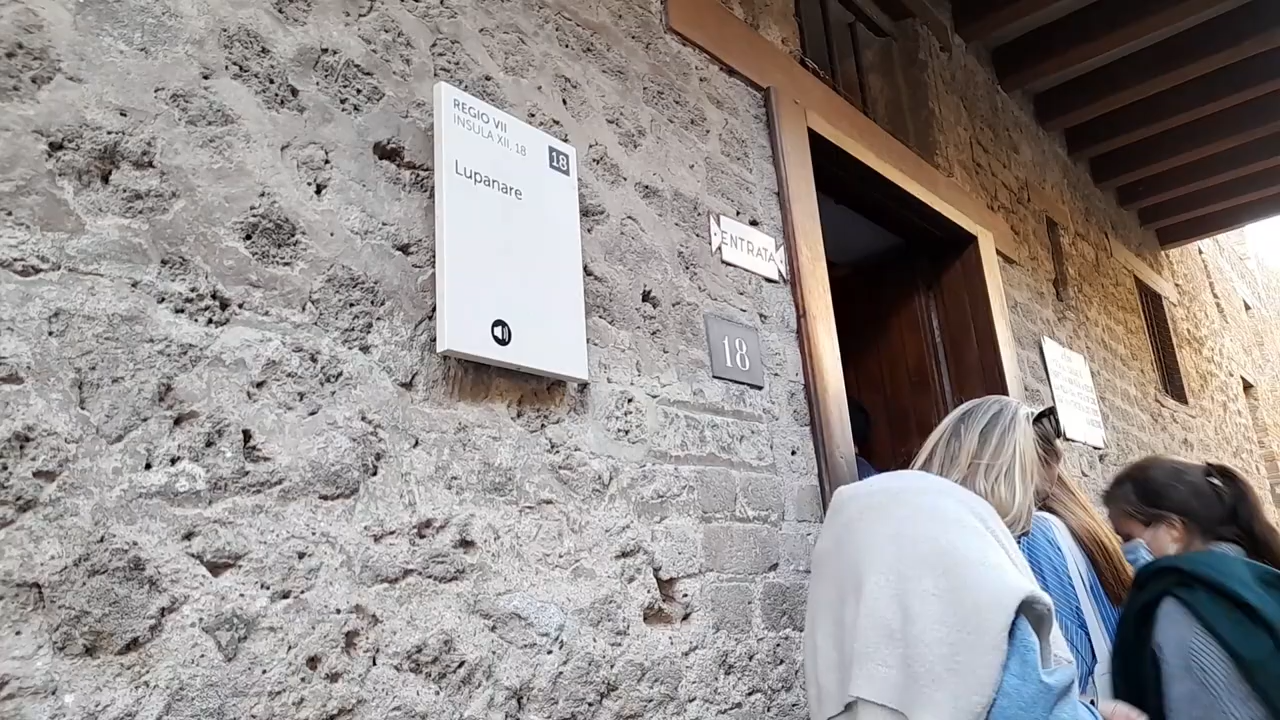 REGIO VII
INSULA XII, 18
18
Lupanare
ENTRATA
18